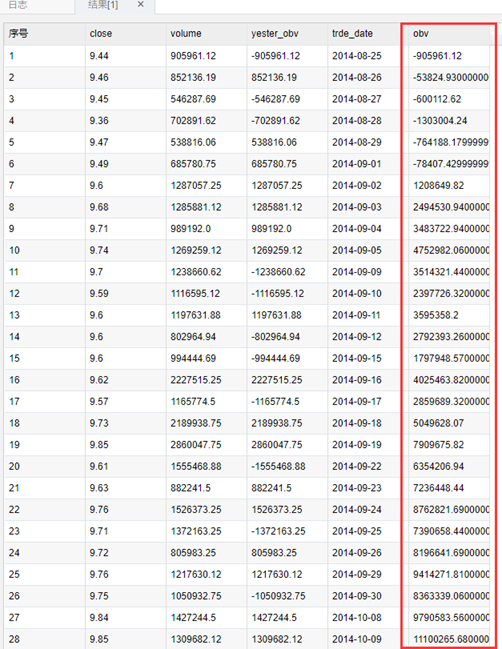 日志 结果[1] ×
序号 close volume yester_obv trde_date obv
1 9.44 905961.12 -905961.12 2014-08-25 -905961.12
2 9.46 852136.19 852136.19 2014-08-26 -53824.93000000
3 9.45 546287.69 -546287.69 2014-08-27 -600112.62
4 9.36 702891.62 -702891.62 2014-08-28 -1303004.24
5 9.47 538816.06 538816.06 2014-08-29 -764188.1799999
6 9.49 685780.75 685780.75 2014-09-01 -78407.42999999
7 9.6 1287057.25 1287057.25 2014-09-02 1208649.82
8 9.68 1285881.12 1285881.12 2014-09-03 2494530.9400000
9 9.71 989192.0 989192.0 2014-09-04 3483722.9400000
10 9.74 1269259.12 1269259.12 2014-09-05 4752982.0600000
11 9.7 1238660.62 -1238660.62 2014-09-09 3514321.4400000
12 9.59 1116595.12 -1116595.12 2014-09-10 2397726.3200000
13 9.6 1197631.88 1197631.88 2014-09-11 3595358.2
14 9.6 802964.94 -802964.94 2014-09-12 2792393.2600000
15 9.6 994444.69 -994444.69 2014-09-15 1797948.5700000
16 9.62 2227515.25 2227515.25 2014-09-16 4025463.8200000
17 9.57 1165774.5 -1165774.5 2014-09-17 2859689.3200000
18 9.73 2189938.75 2189938.75 2014-09-18 5049628.07
19 9.85 2860047.75 2860047.75 2014-09-19 7909675.82
20 9.61 1555468.88 -1555468.88 2014-09-22 6354206.94
21 9.63 882241.5 882241.5 2014-09-23 7236448.44
22 9.76 1526373.25 1526373.25 2014-09-24 8762821.6900000
23 9.71 1372163.25 -1372163.25 2014-09-25 7390658.4400000
24 9.72 805983.25 805983.25 2014-09-26 8196641.6900000
25 9.76 1217630.12 1217630.12 2014-09-29 9414271.8100000
26 9.75 1050932.75 -1050932.75 2014-09-30 8363339.0600000
27 9.84 1427244.5 1427244.5 2014-10-08 9790583.5600000
28 9.85 1309682.12 1309682.12 2014-10-09 11100265.680000